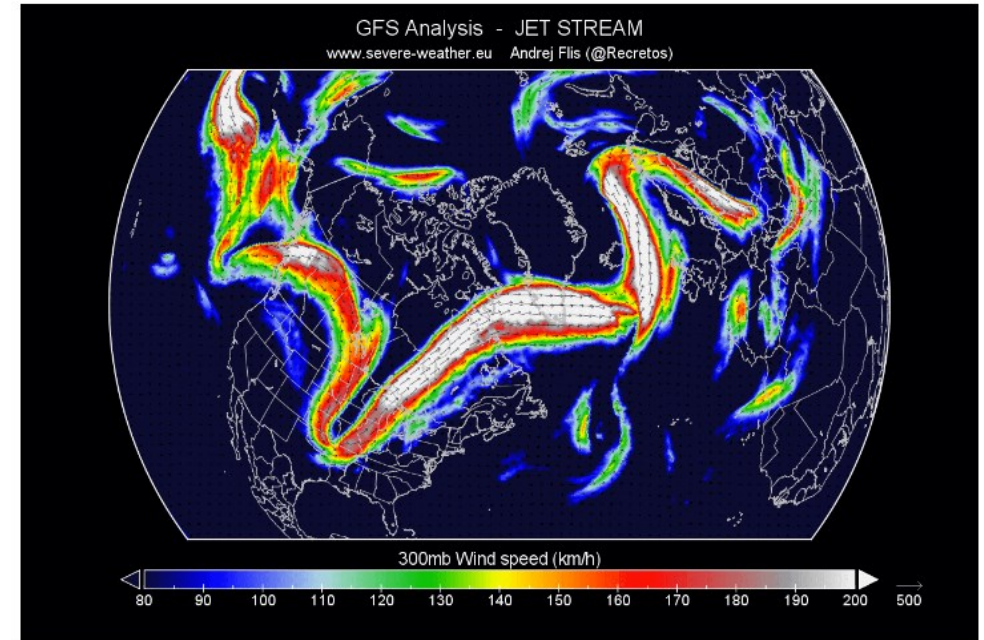 GFS Analysis - JET STREAM
www.severe-weather.eu Andrej Flis (@Recretos)
300mb Wind speed (km/h)
80 90 100 110 120 130 140 150 160 170 180 190 200 500